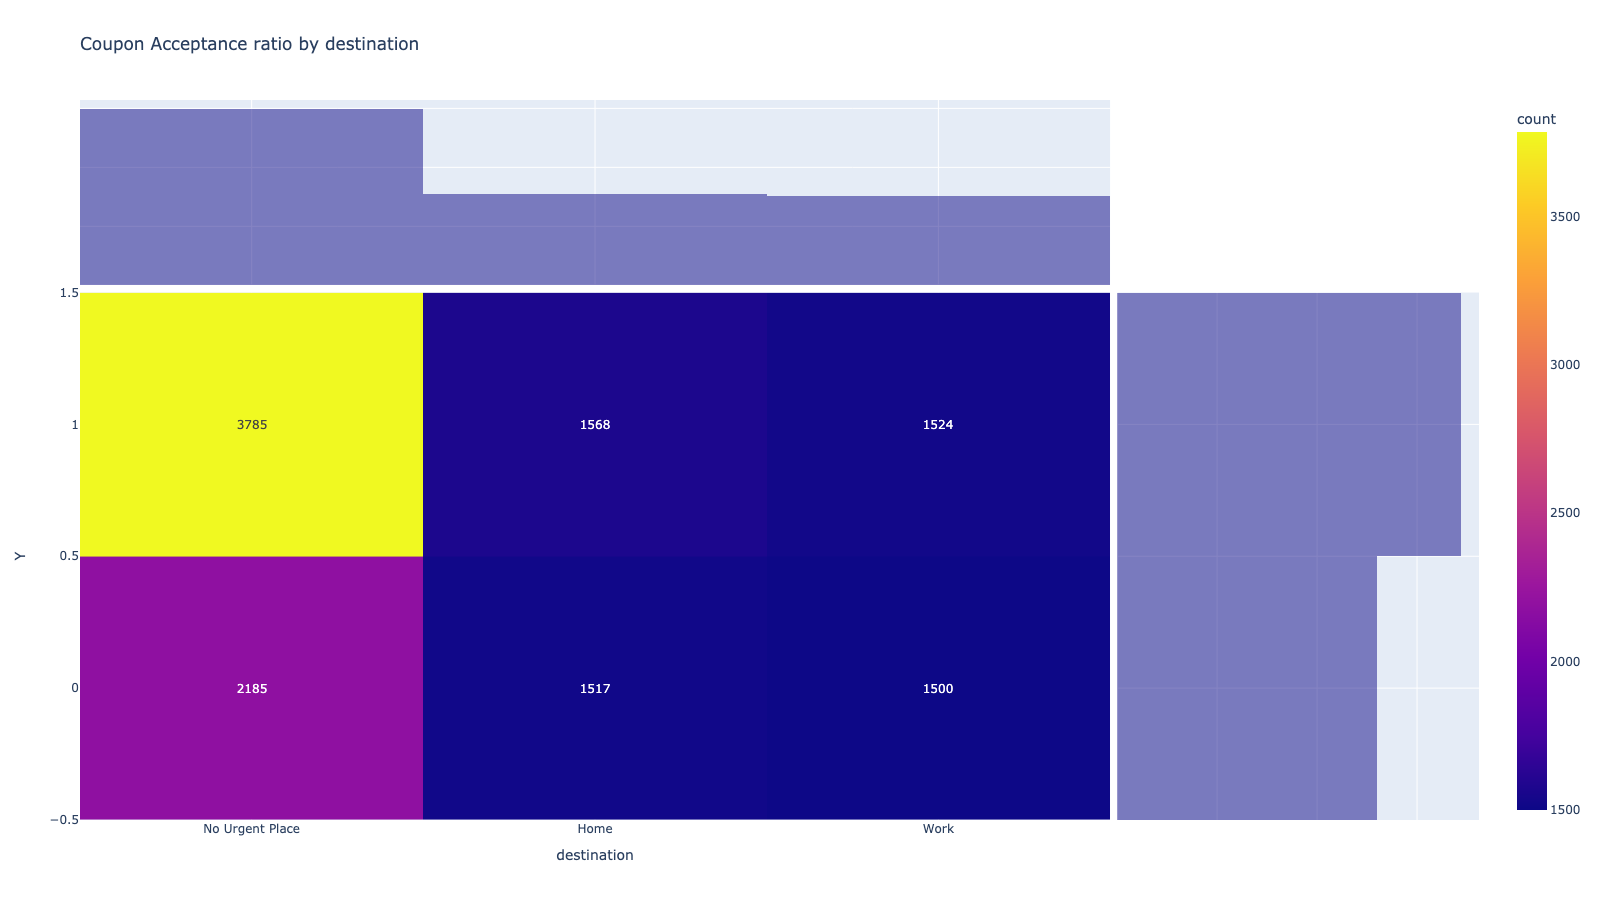 Coupon Acceptance ratio by destination
count
3500
3000
2500
2000
1500
1.5
1
0.5
0
−0.5
Y
3785
1568
1524
2185
1517
1500
No Urgent Place
Home
Work
destination